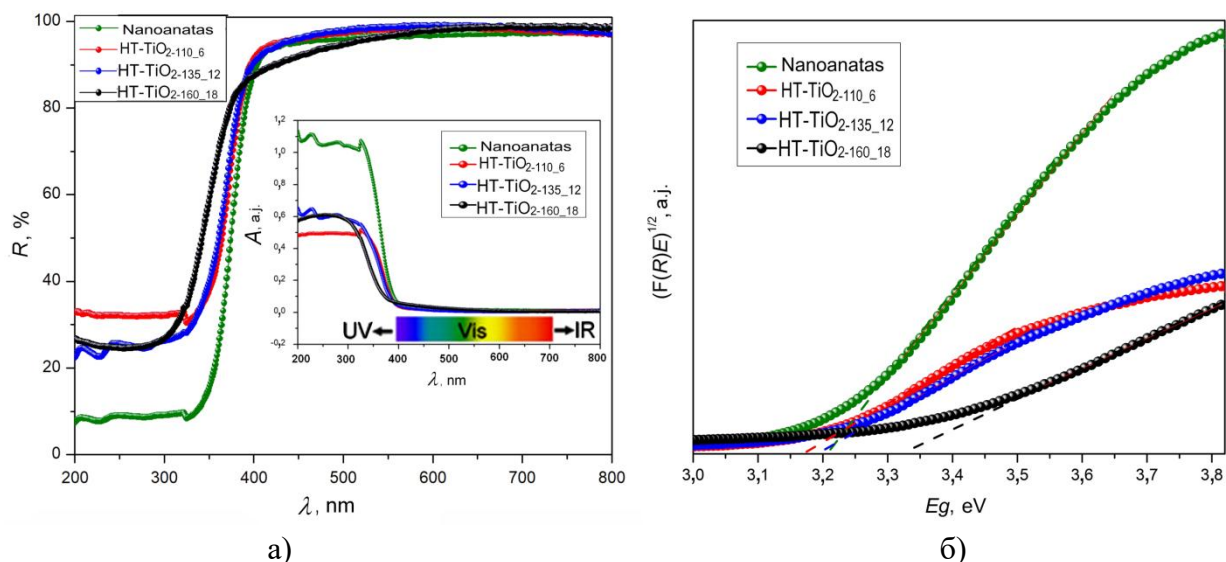 R, %
100
80
60
40
20
0
Nanoanatas
HT-TiO2-110_6
HT-TiO2-135_12
HT-TiO2-160_18
A, a.j.
1,2
1,0
0,8
0,6
0,4
0,2
0,0
-0,2
Nanoanatas
HT-TiO2-110_6
HT-TiO2-135_12
HT-TiO2-160_18
UV Vis IR
200 300 400 500 600 700 800
λ, nm
200 300 400 500 600 700 800
λ, nm
а)
(F(R)E)1/2, a.j.
Nanoanatas
HT-TiO2-110_6
HT-TiO2-135_12
HT-TiO2-160_18
3,0 3,1 3,2 3,3 3,4 3,5 3,6 3,7 3,8
Eg, eV
б)